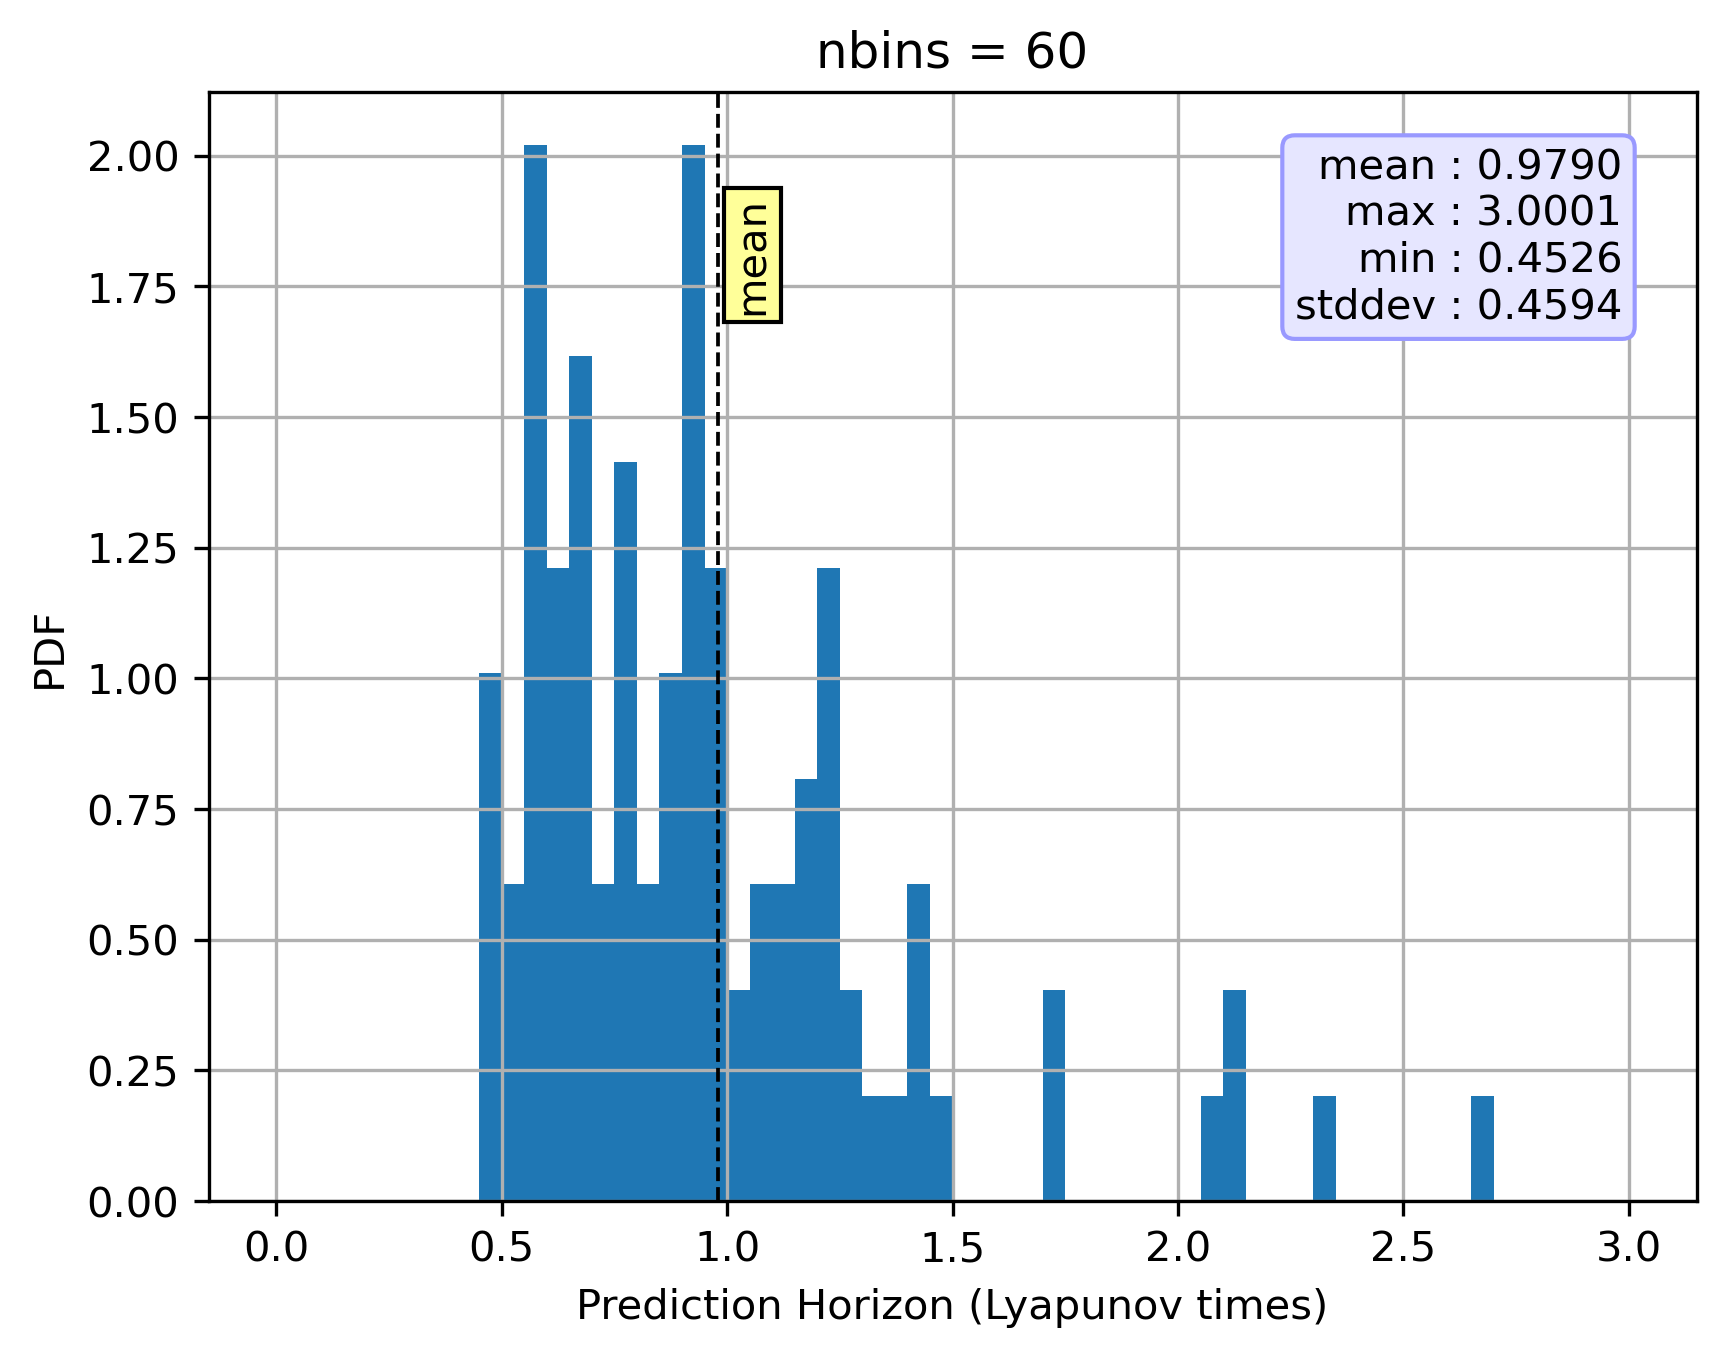 nbins = 60
mean : 0.9790
max : 3.0001
min : 0.4526
stddev : 0.4594
mean
PDF
2.00
1.75
1.50
1.25
1.00
0.75
0.50
0.25
0.00
0.0 0.5 1.0 1.5 2.0 2.5 3.0
Prediction Horizon (Lyapunov times)